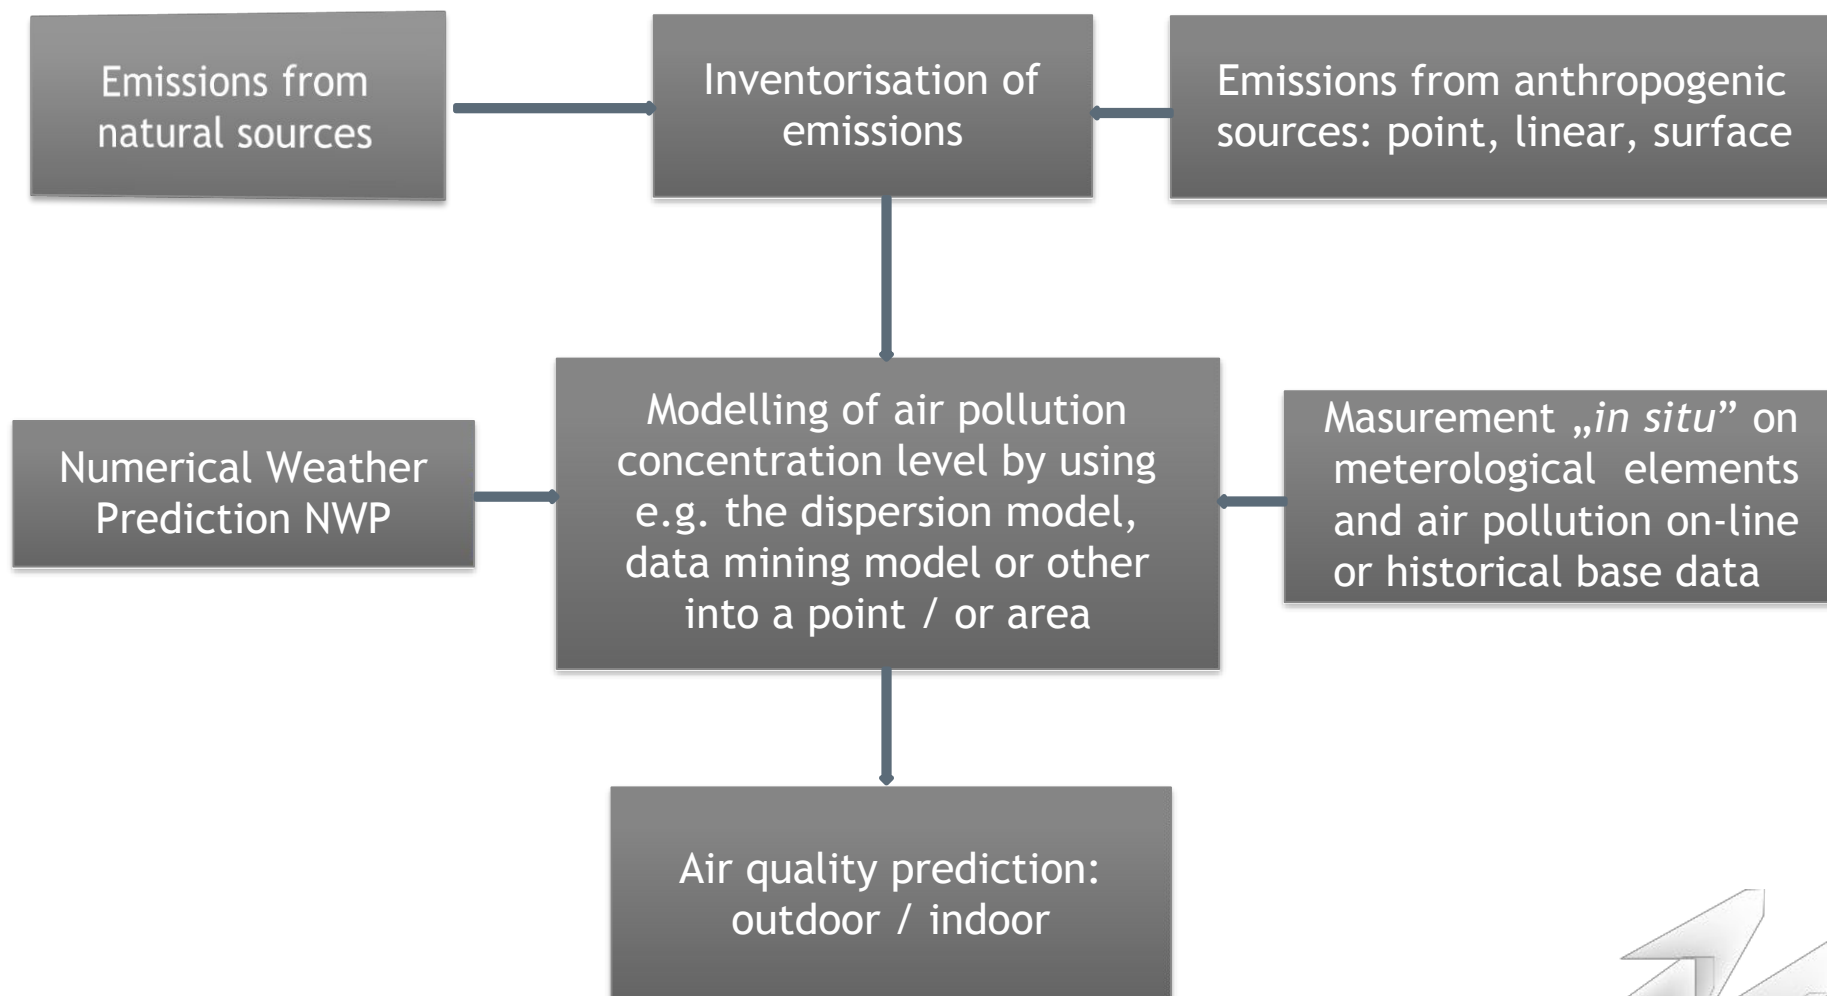 Emissions from
natural sources
Inventorisation of
emissions
Emissions from anthropogenic
sources: point, linear, surface
Numerical Weather
Prediction NWP
Modelling of air pollution
concentration level by using
e.g. the dispersion model,
data mining model or other
into a point / or area
Masurement „in situ” on
meterological elements
and air pollution on-line
or historical base data
Air quality prediction:
outdoor / indoor